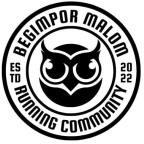 BEGIMPOR MALOM
ESTD
2022
RUNNING COMMUNITY